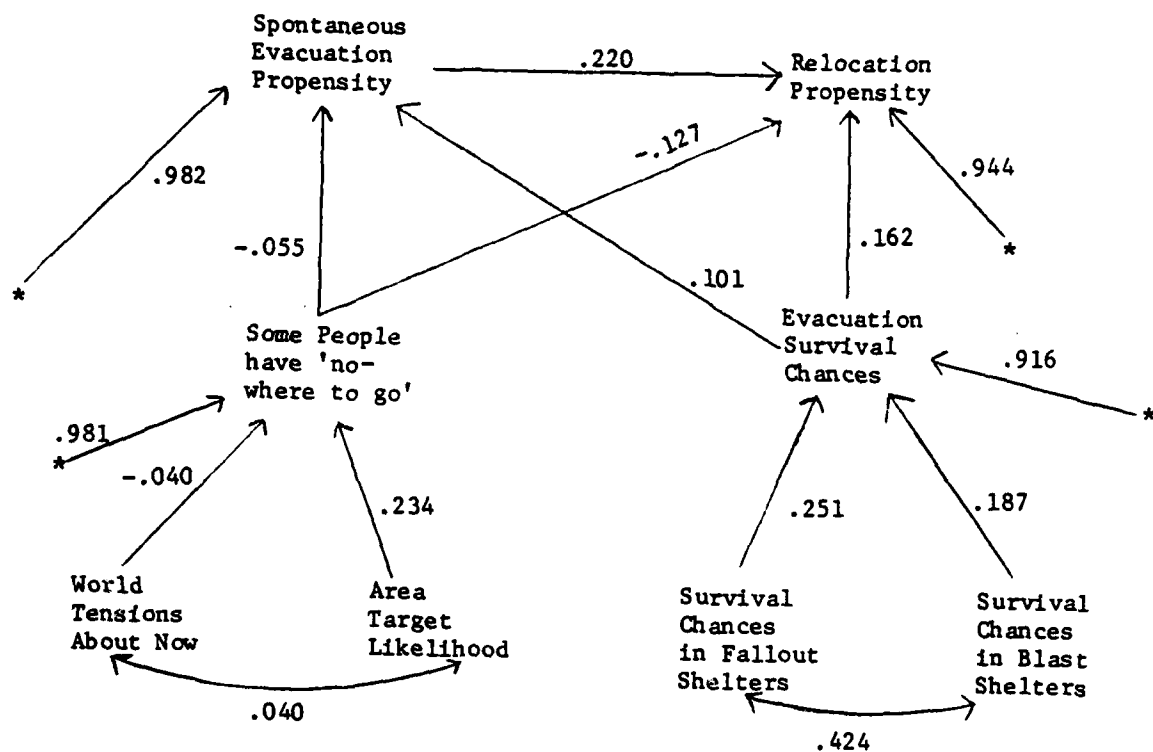 Spontaneous
Evacuation
Propensity
.220
Relocation
Propensity
-.127
.982
.944
*
-.055
.162
*
.101
Some People
have 'no-
where to go'
Evacuation
Survival
Chances
.916
*
.981
*
-.040
.234
.251
.187
World
Tensions
About Now
Area
Target
Likelihood
Survival
Chances
in Fallout
Shelters
Survival
Chances
in Blast
Shelters
.040
.424